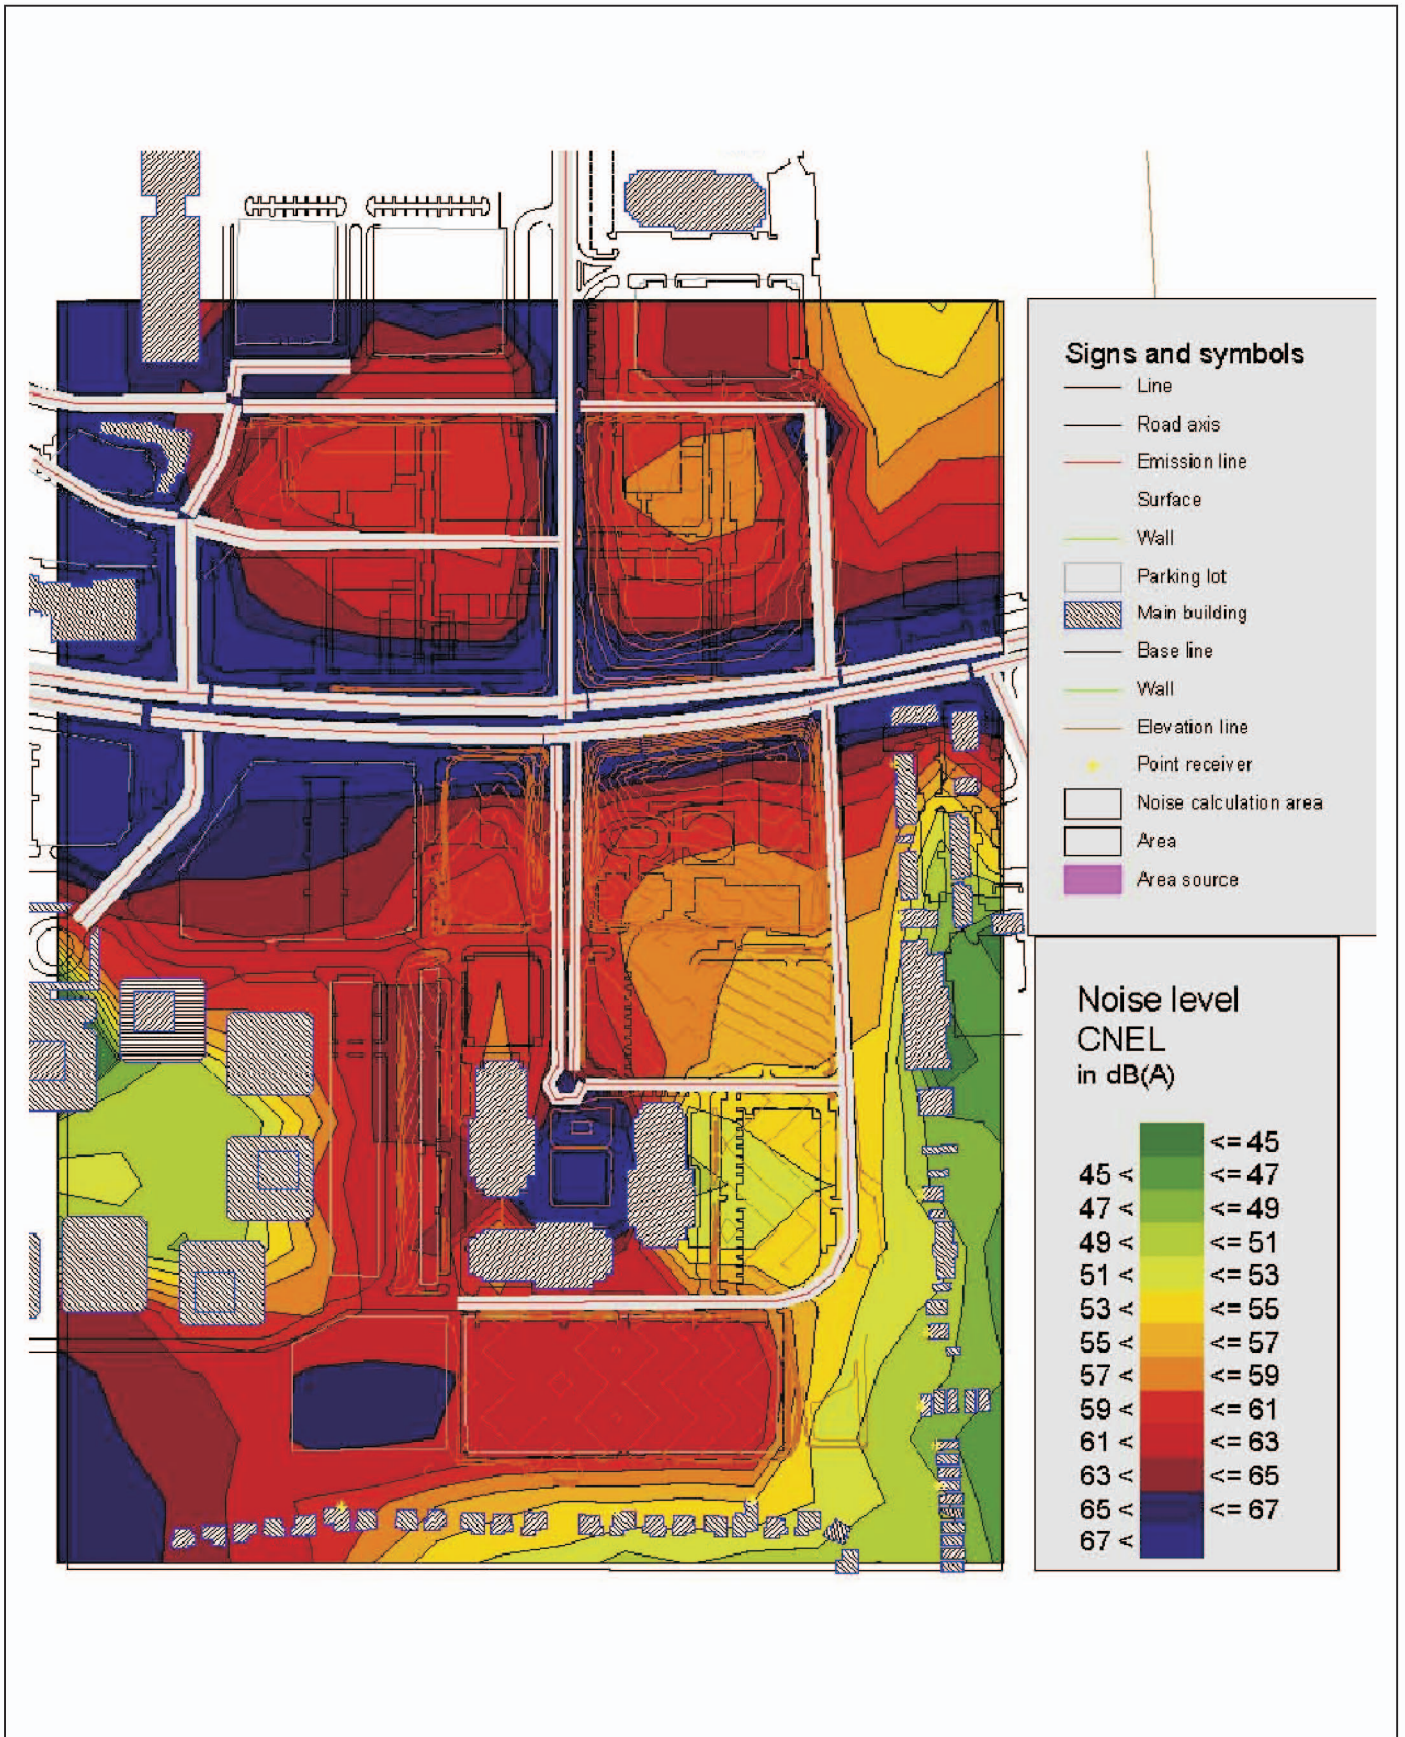 Signs and symbols
Line
Road axis
Emission line
Surface
Wall
Parking lot
Main building
Base line
Wall
Elevation line
Point receiver
Noise calculation area
Area
Area source
Noise level
CNEL
in dB(A)
<= 45
45 < <= 47
47 < <= 49
49 < <= 51
51 < <= 53
53 < <= 55
55 < <= 57
57 < <= 59
59 < <= 61
61 < <= 63
63 < <= 65
65 < <= 67
67 <